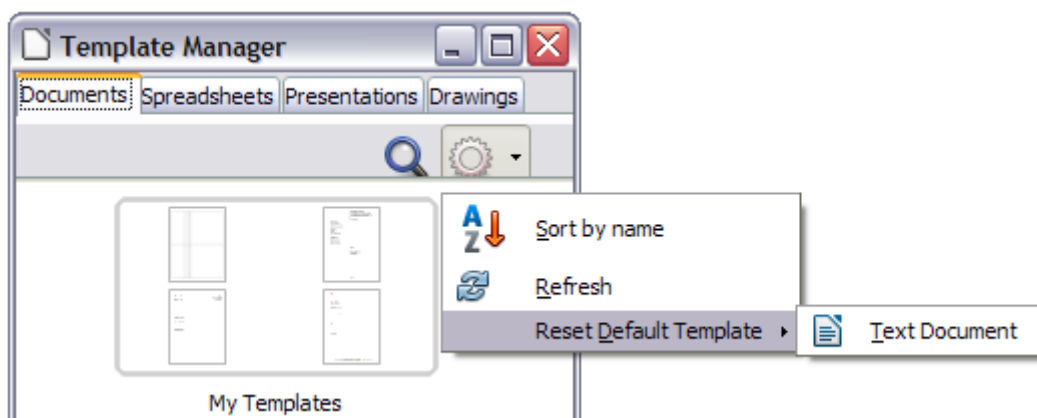 Template Manager
Documents Spreadsheets Presentations Drawings
Sort by name
Refresh
Reset Default Template
Text Document
My Templates